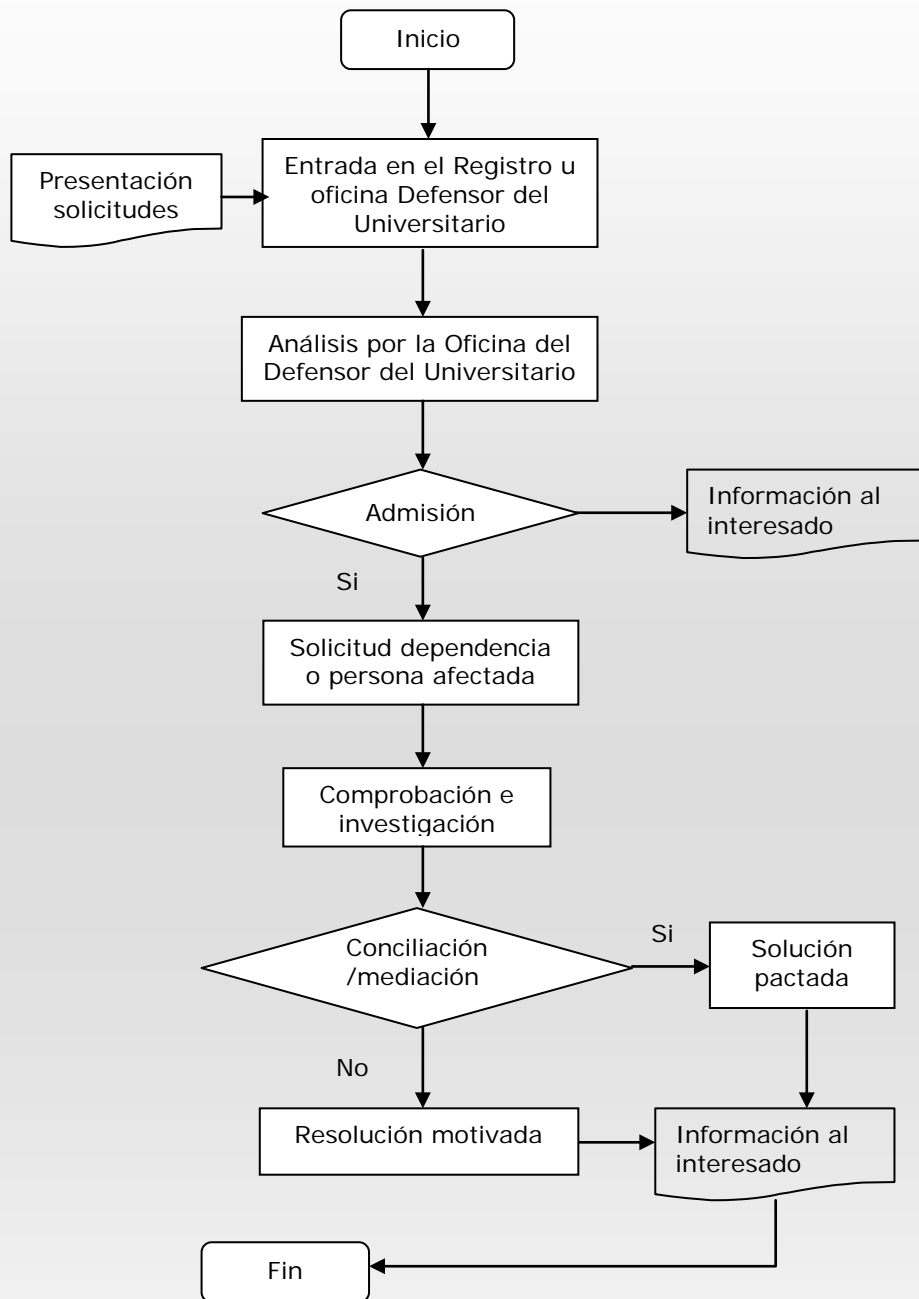 Inicio
Presentación
solicitudes
Entrada en el Registro u
oficina Defensor del
Universitario
Análisis por la Oficina del
Defensor del Universitario
Admisión
Información al
interesado
Si
Solicitud dependencia
o persona afectada
Comprobación e
investigación
Conciliación
/mediación
Si
Solución
pactada
No
Resolución motivada
Información al
interesado
Fin